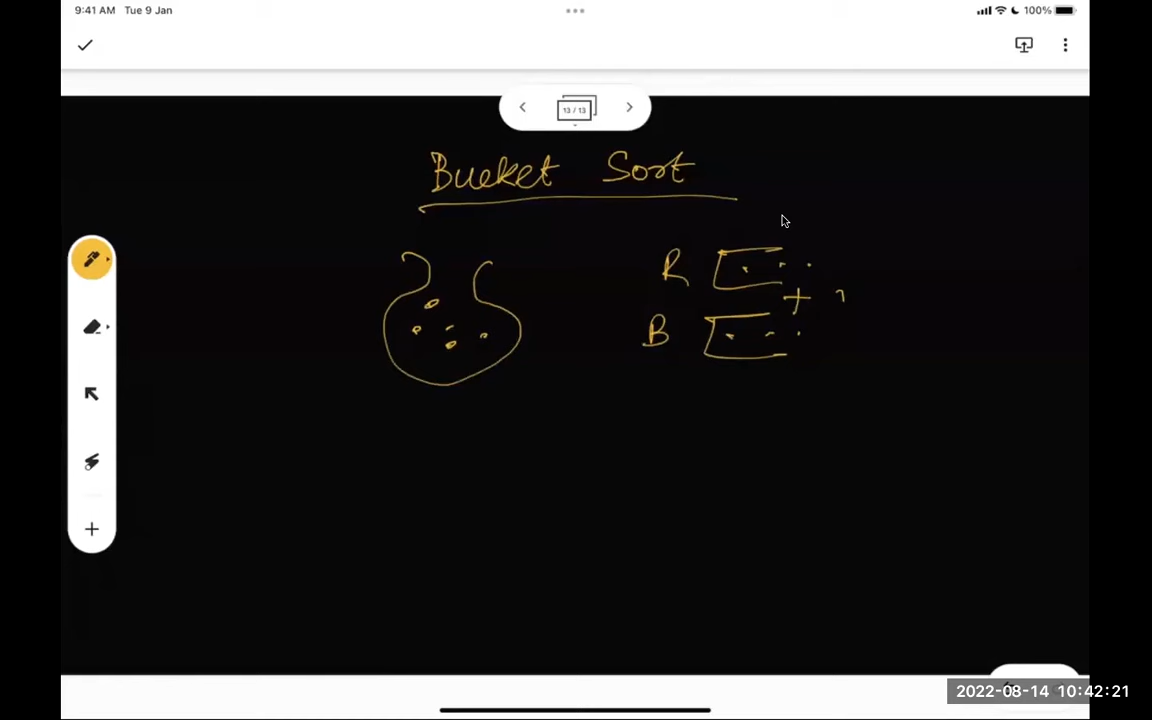 9:41 AM Tue 9 Jan
100%
13 / 13
Bucket Sort
R
+
B
2022-08-14 10:42:21